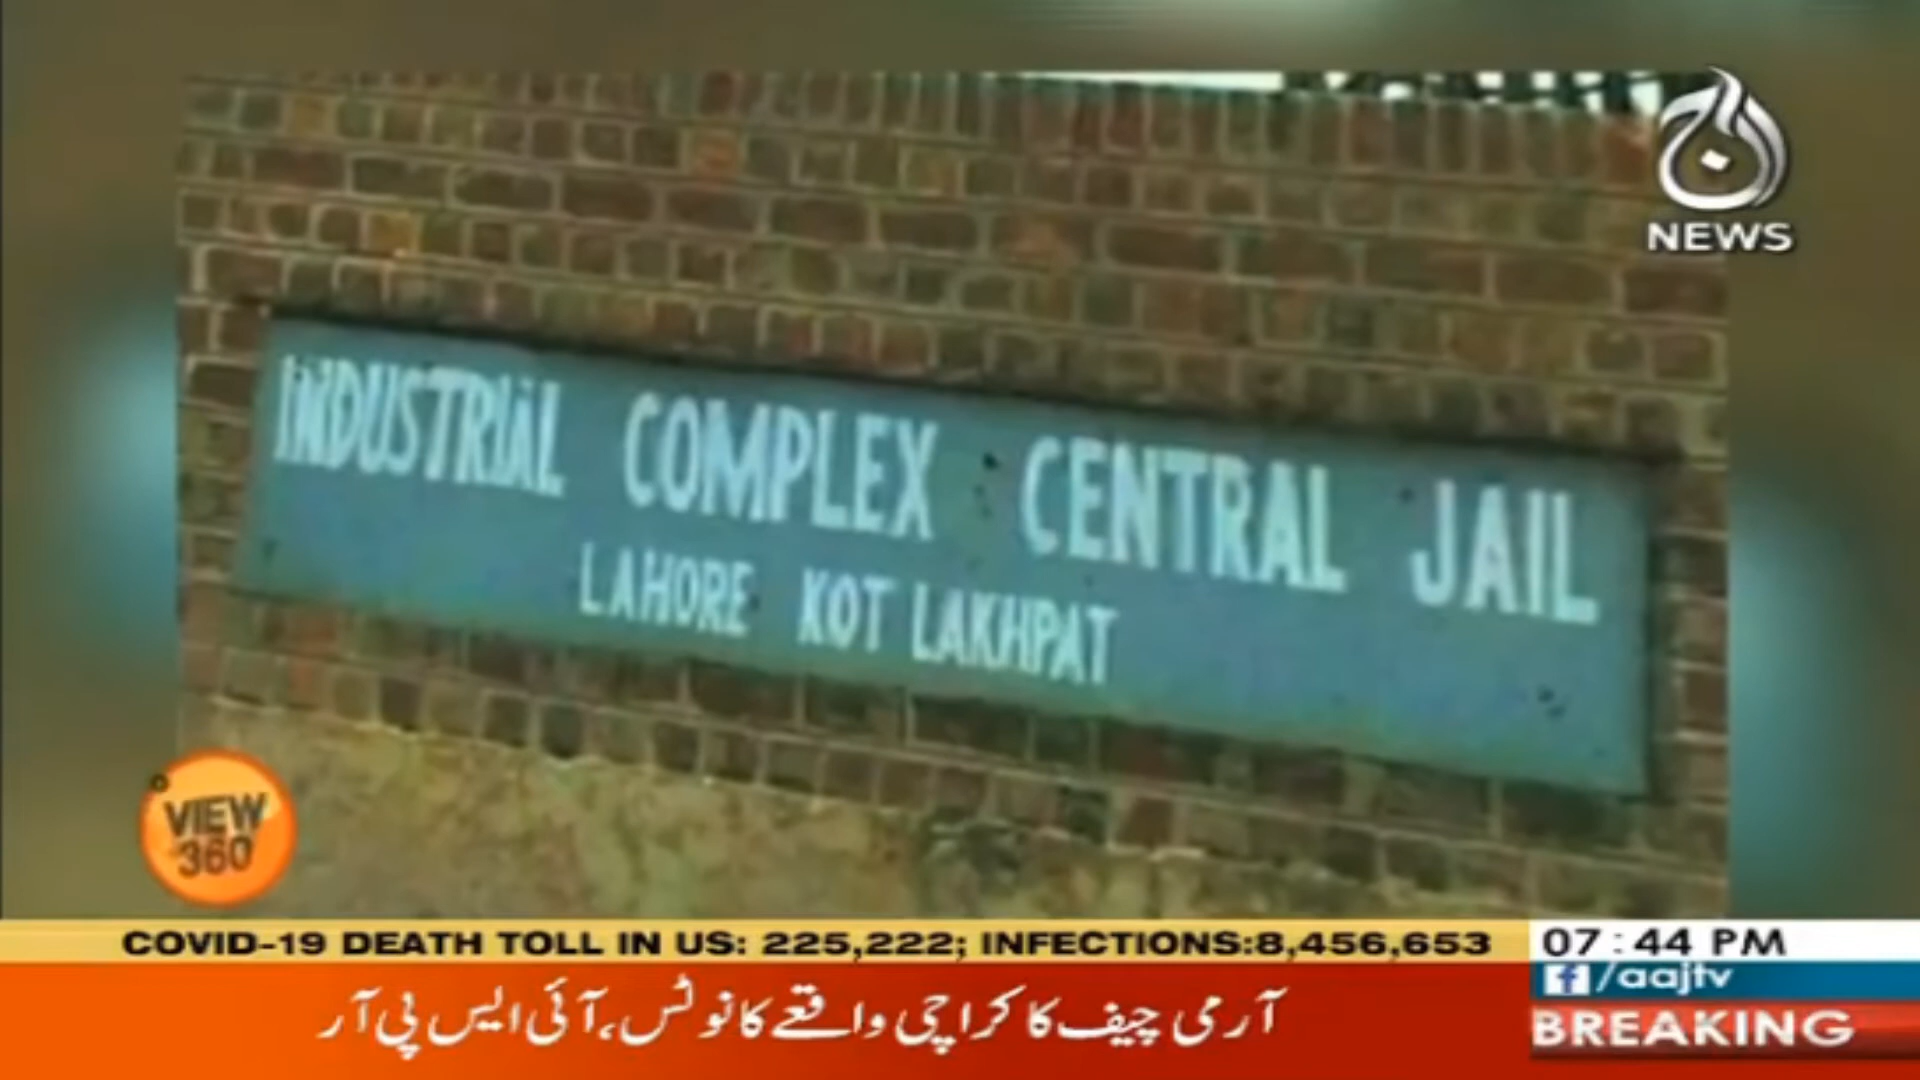 آج
NEWS
INDUSTRIAL COMPLEX CENTRAL JAIL
LAHORE KOT LAKHPAT
VIEW
360°
COVID-19 DEATH TOLL IN US: 225,222; INFECTIONS:8,456,653
07:44 PM
f/aajtv
آرمی چیف کا کراچی واقعے کا نوٹس،آئی ایس پی آر
BREAKING